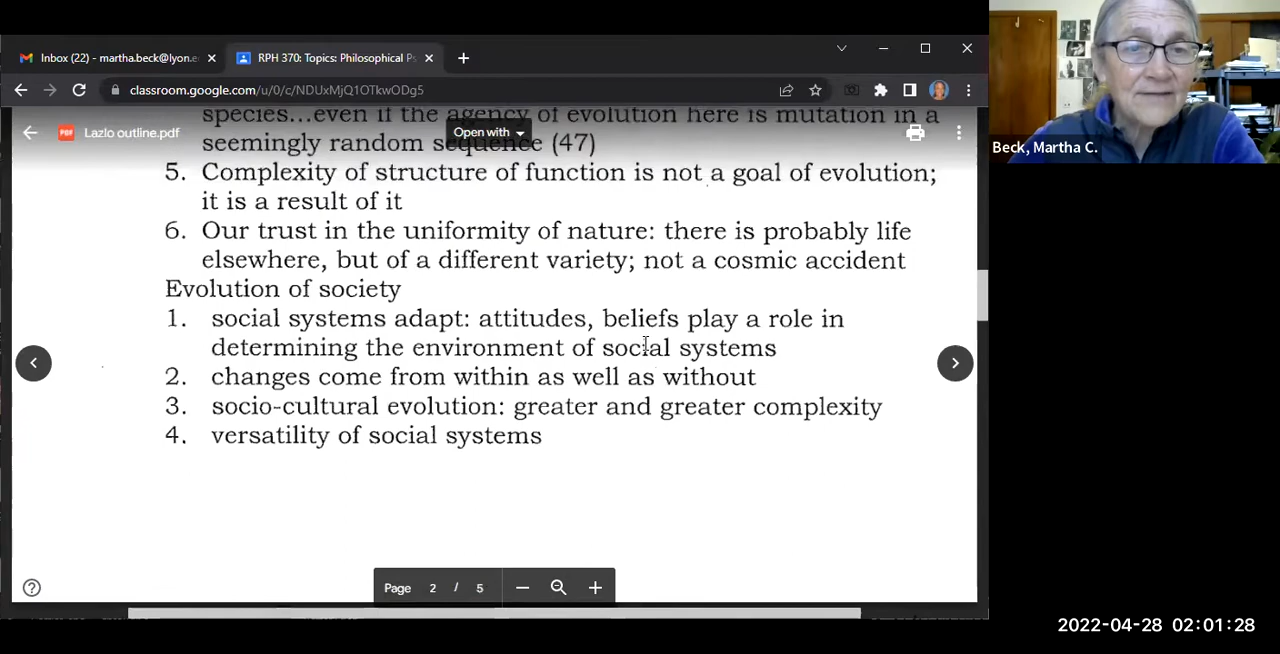 Inbox (22) - martha.beck@lyon.e
RPH 370: Topics: Philosophical Ps
classroom.google.com/u/0/c/NDUxMjQ1OTkwODg5
Lazlo outline.pdf
Open with
species...even if the agency of evolution here is mutation in a
seemingly random sequence (47)
5. Complexity of structure of function is not a goal of evolution;
it is a result of it
6. Our trust in the uniformity of nature: there is probably life
elsewhere, but of a different variety; not a cosmic accident
Evolution of society
1. social systems adapt: attitudes, beliefs play a role in
determining the environment of social systems
2. changes come from within as well as without
3. socio-cultural evolution: greater and greater complexity
4. versatility of social systems
Page 2 / 5
Beck, Martha C.
2022-04-28 02:01:28